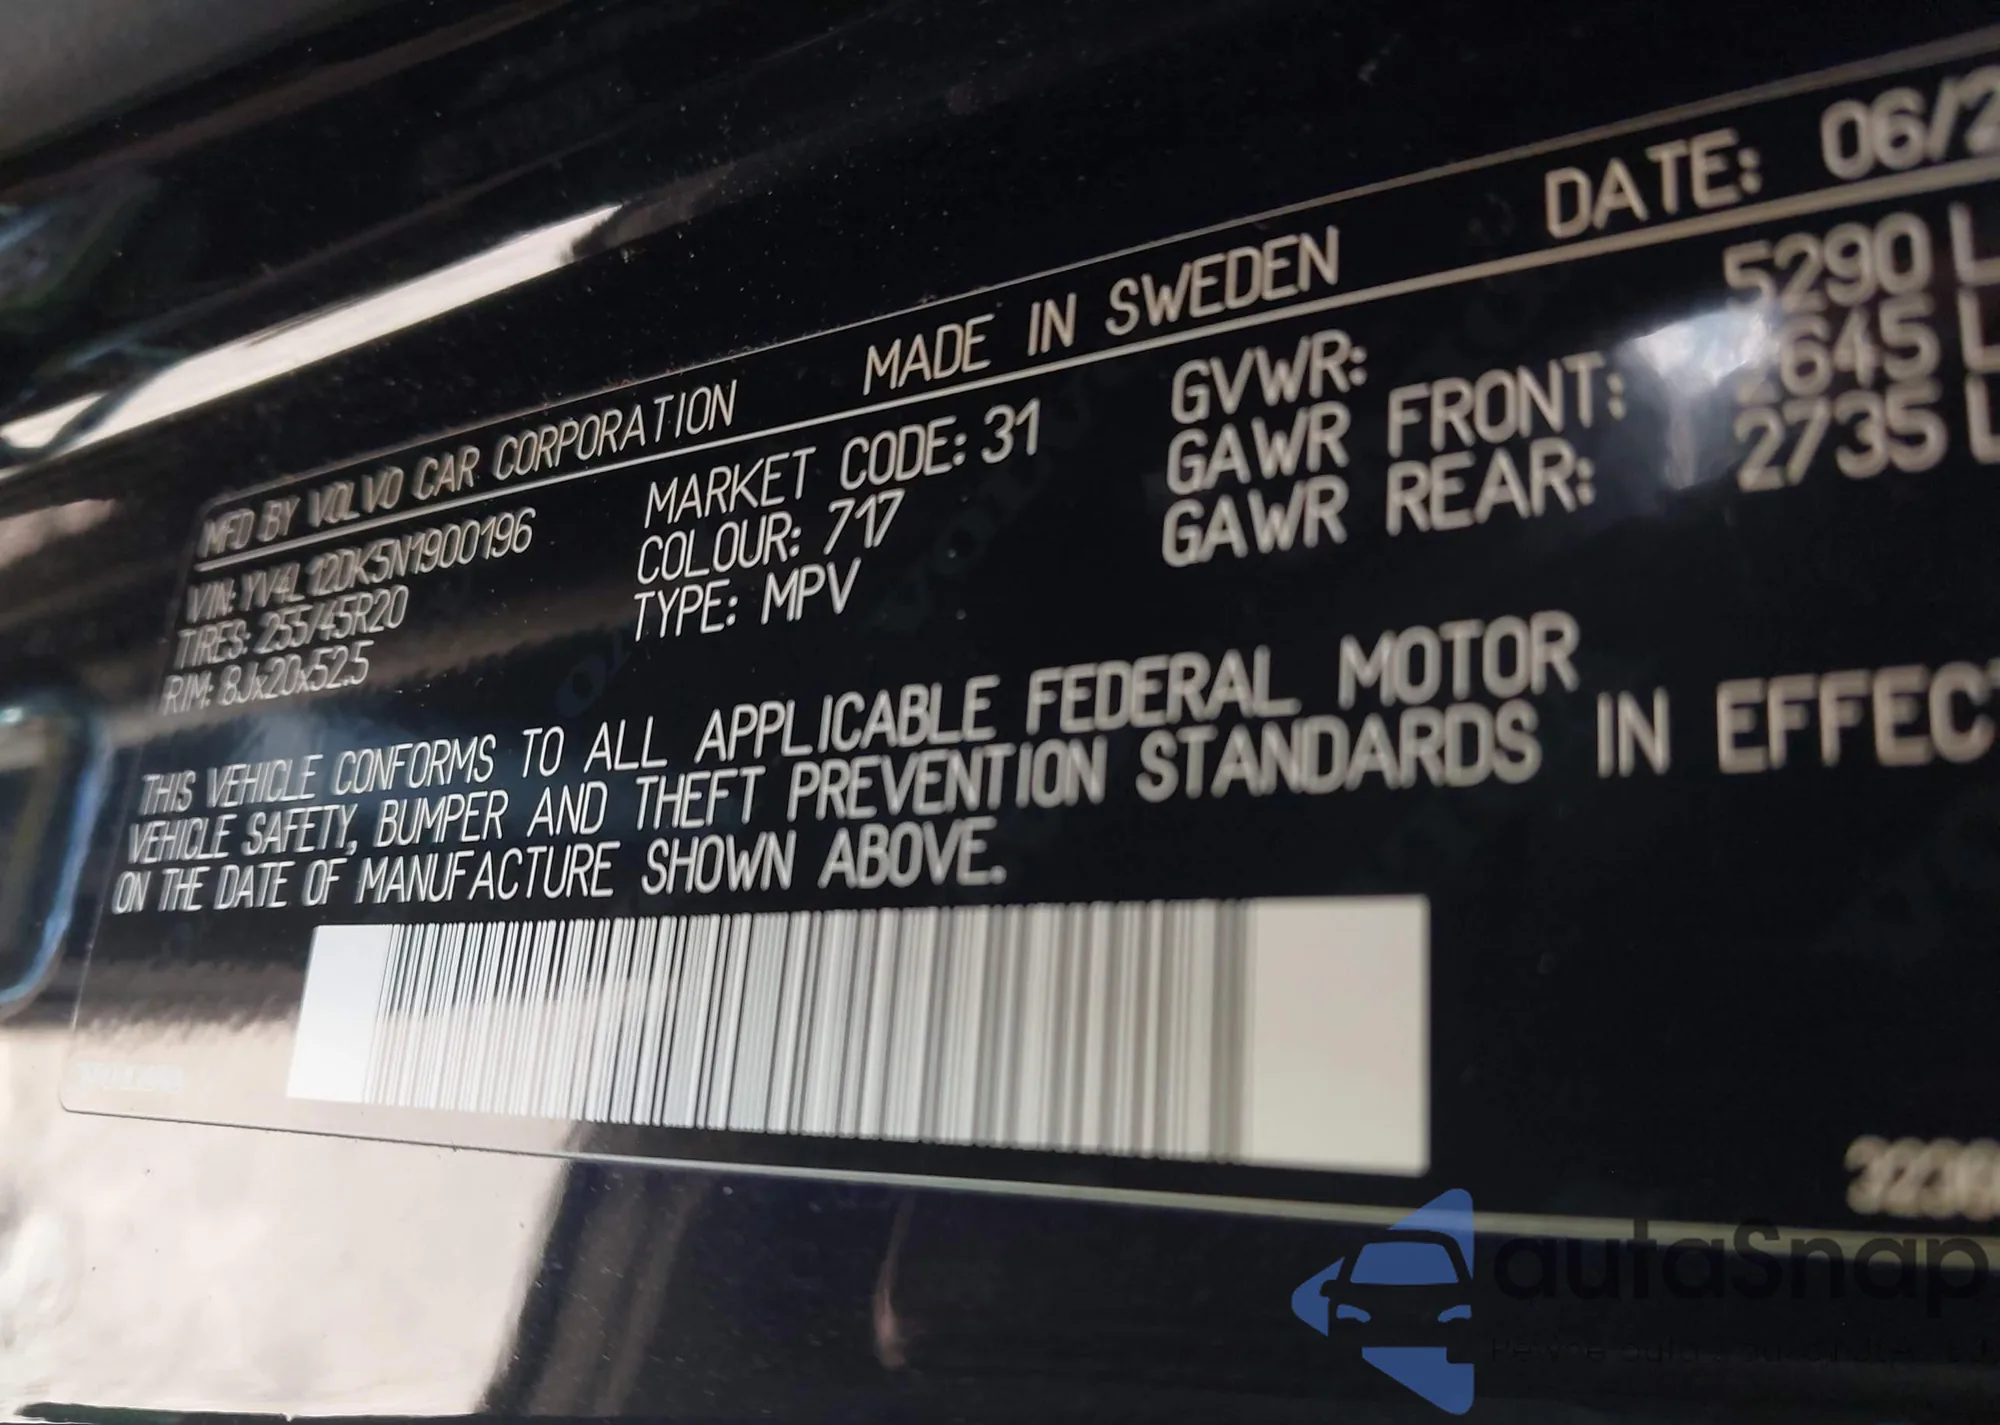 MFD BY VOLVO CAR CORPORATION MADE IN SWEDEN DATE: 06/2
VIN: YV4L12DK5N1900196 MARKET CODE: 31 GVWR: 5290 L
TIRES: 255/45R20 COLOUR: 717 GAWR FRONT: 2645 L
RIM: 8Jx20x52.5 TYPE: MPV GAWR REAR: 2735 L
THIS VEHICLE CONFORMS TO ALL APPLICABLE FEDERAL MOTOR
VEHICLE SAFETY, BUMPER AND THEFT PREVENTION STANDARDS IN EFFECT
ON THE DATE OF MANUFACTURE SHOWN ABOVE.
autaSnap